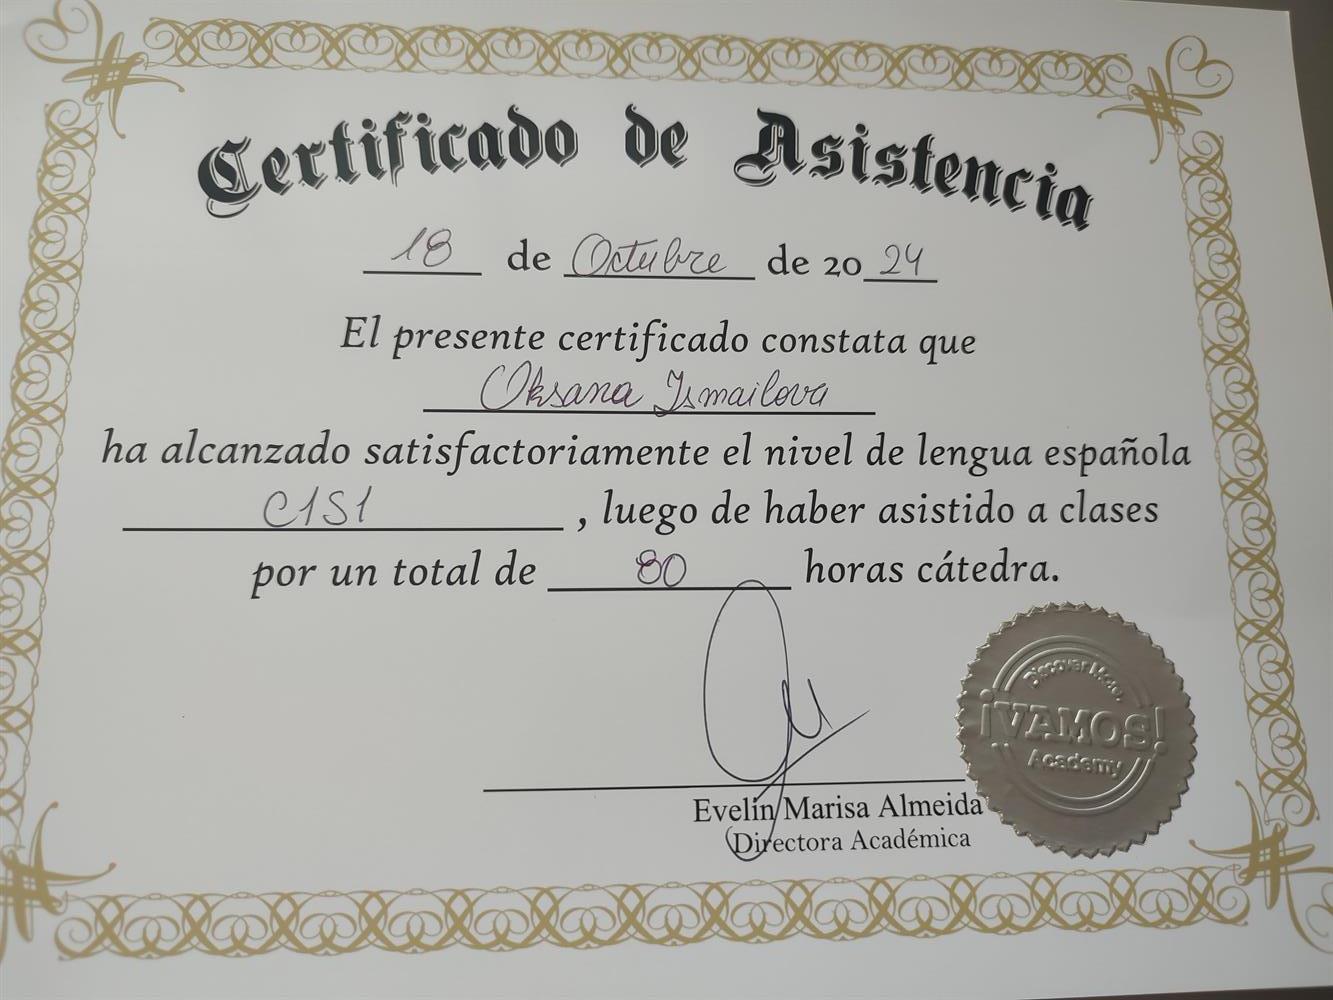 Certificado de Asistencia
18 de Octubre de 2024
El presente certificado constata que
Oksana Ismailova
ha alcanzado satisfactoriamente el nivel de lengua española
C1S1, luego de haber asistido a clases
por un total de 80 horas cátedra.
Evelin Marisa Almeida
Directora Académica
Discover More.
¡VAMOS!
Academy